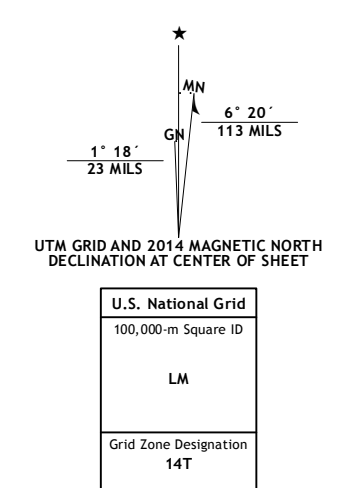 ★
MN
6° 20´
113 MILS
GN
1° 18´
23 MILS
UTM GRID AND 2014 MAGNETIC NORTH
DECLINATION AT CENTER OF SHEET
U.S. National Grid
100,000-m Square ID
LM
Grid Zone Designation
14T